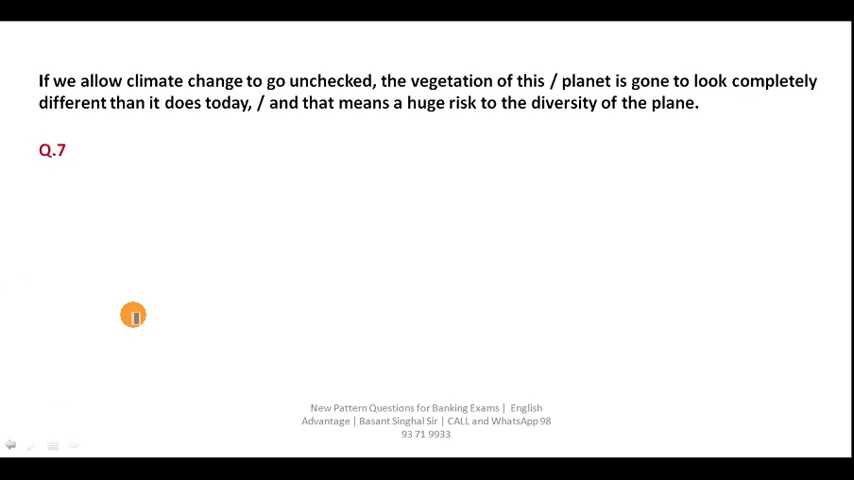 If we allow climate change to go unchecked, the vegetation of this / planet is gone to look completely
different than it does today, / and that means a huge risk to the diversity of the plane.
Q.7
New Pattern Questions for Banking Exams | English
Advantage | Basant Singhal Sir | CALL and WhatsApp 98
93 71 9933